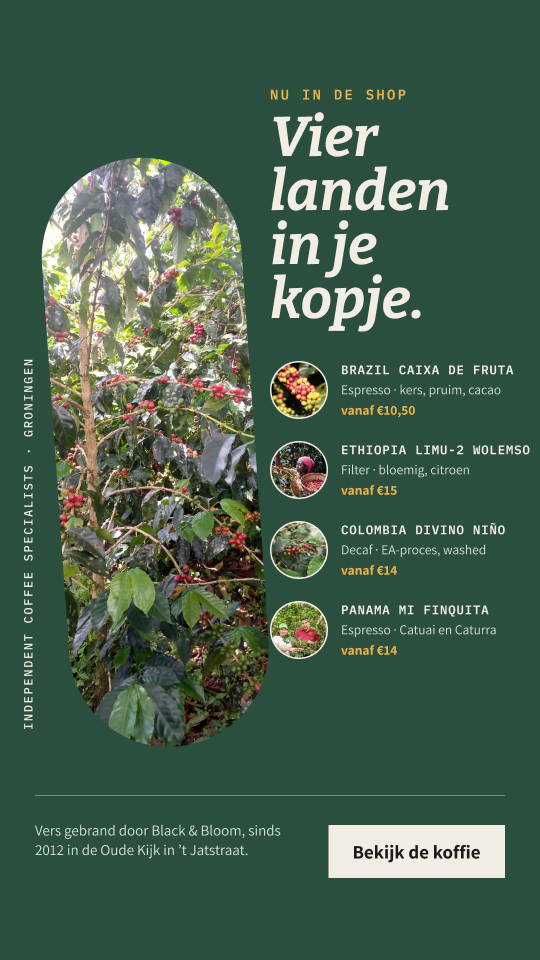 NU IN DE SHOP
Vier
landen
in je
kopje.
BRAZIL CAIXA DE FRUTA
Espresso · kers, pruim, cacao
vanaf €10,50
ETHIOPIA LIMU-2 WOLEMSO
Filter · bloemig, citroen
vanaf €15
COLOMBIA DIVINO NIÑO
Decaf · EA-proces, washed
vanaf €14
PANAMA MI FINQUITA
Espresso · Catuai en Caturra
vanaf €14
INDEPENDENT COFFEE SPECIALISTS · GRONINGEN
Vers gebrand door Black & Bloom, sinds
2012 in de Oude Kijk in ’t Jatstraat.
Bekijk de koffie